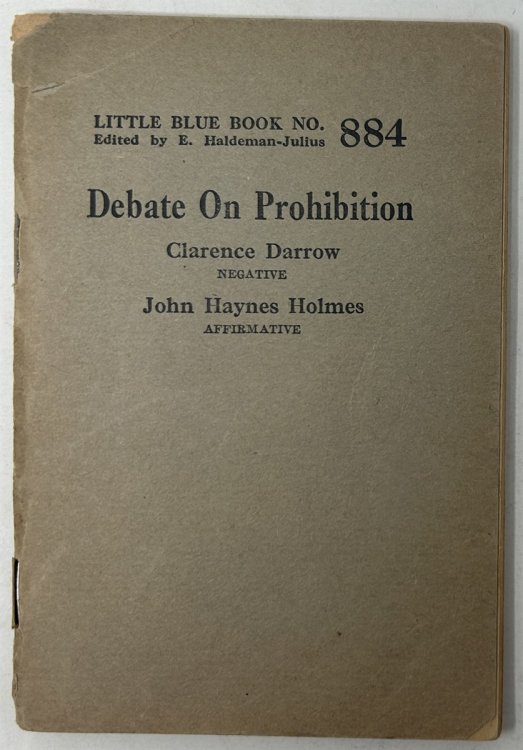 LITTLE BLUE BOOK NO. 884
Edited by E. Haldeman-Julius
Debate On Prohibition
Clarence Darrow
NEGATIVE
John Haynes Holmes
AFFIRMATIVE